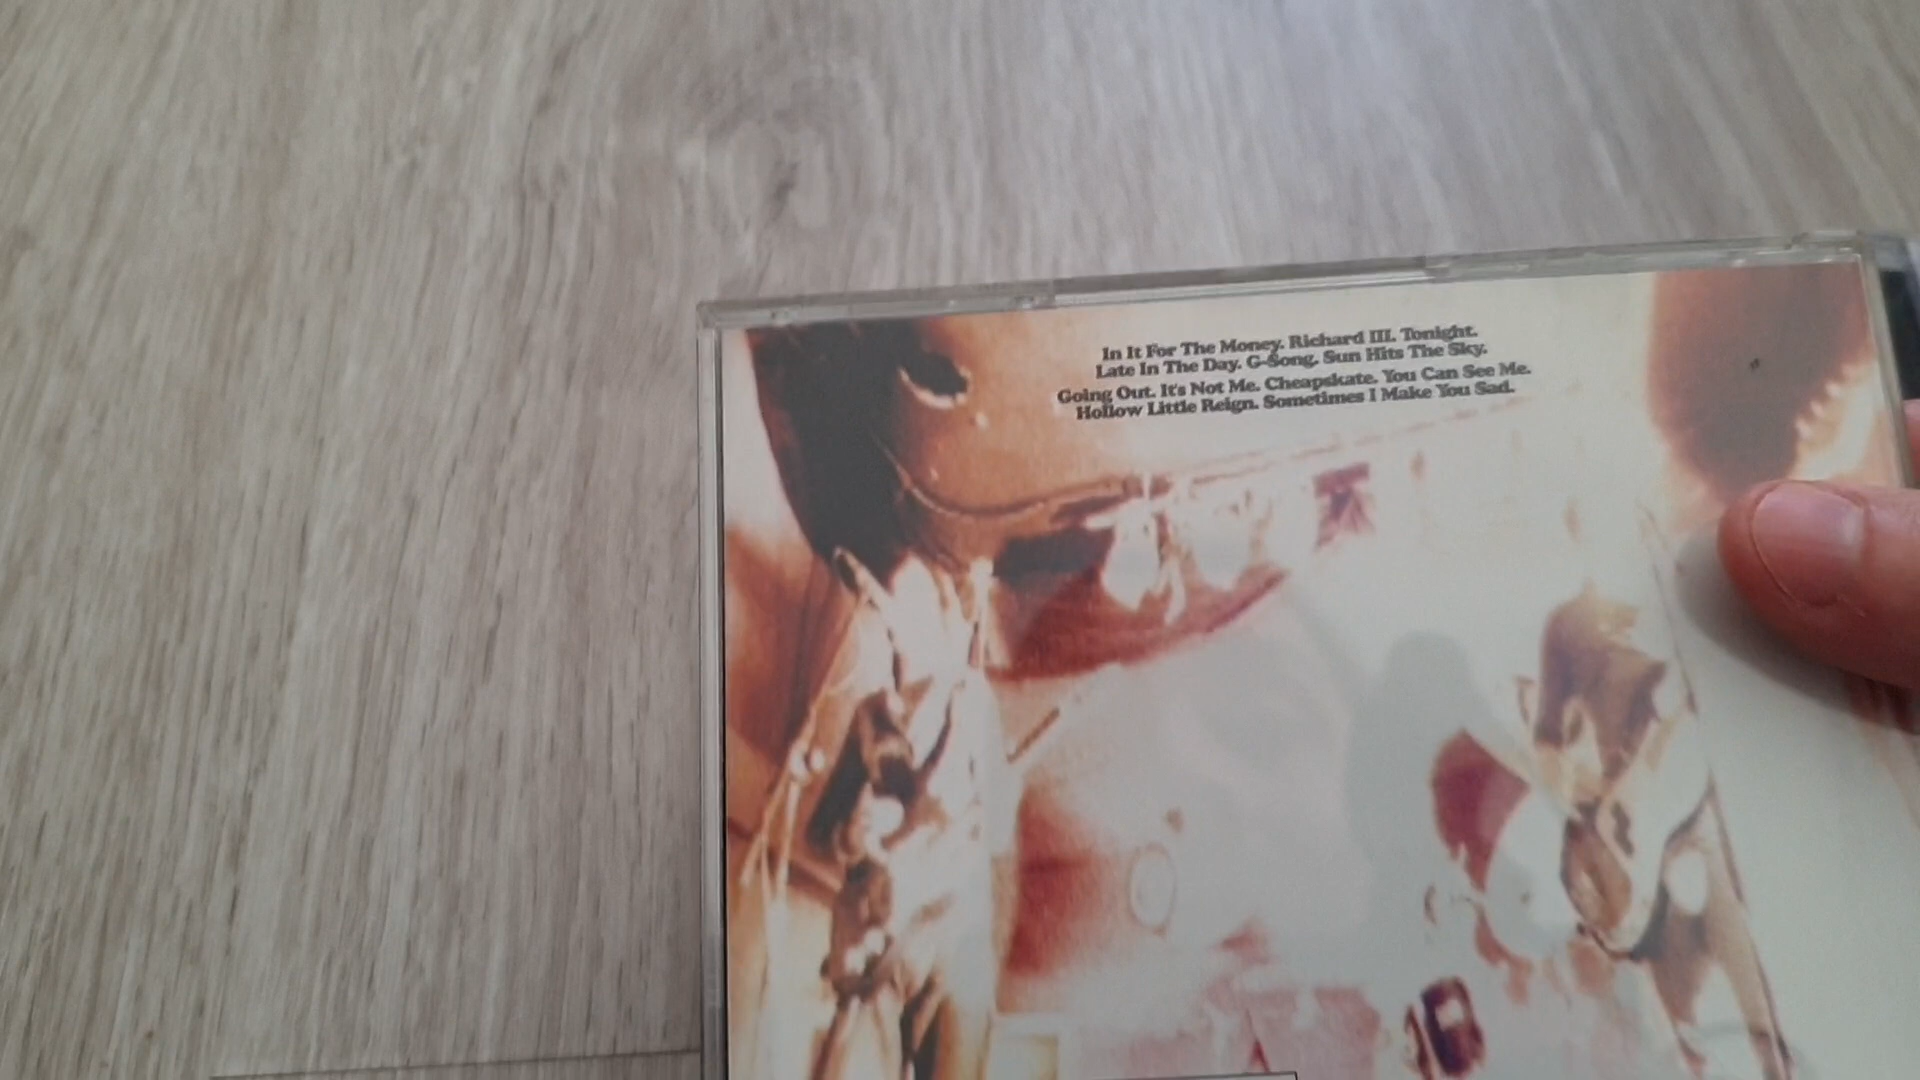 In It For The Money. Richard III. Tonight.
Late In The Day. G-Song. Sun Hits The Sky.
Going Out. It's Not Me. Cheapskate. You Can See Me.
Hollow Little Reign. Sometimes I Make You Sad.